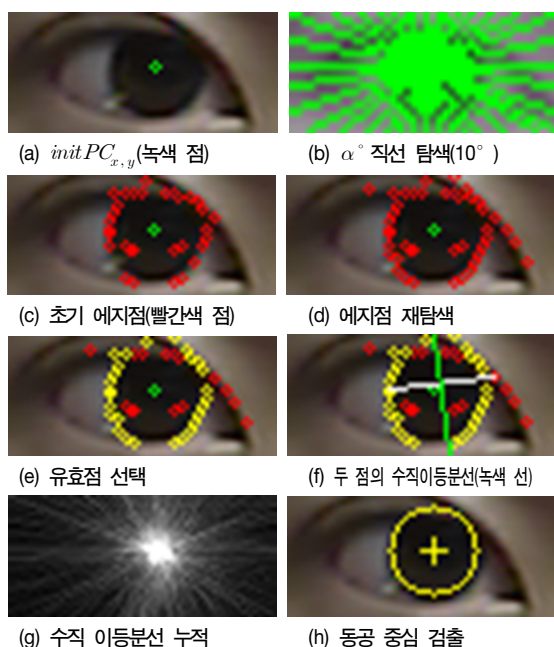 (a) initPC_{x, y}(녹색 점)
(b) α° 직선 탐색(10° )
(c) 초기 에지점(빨간색 점)
(d) 에지점 재탐색
(e) 유효점 선택
(f) 두 점의 수직이등분선(녹색 선)
(g) 수직 이등분선 누적
(h) 동공 중심 검출